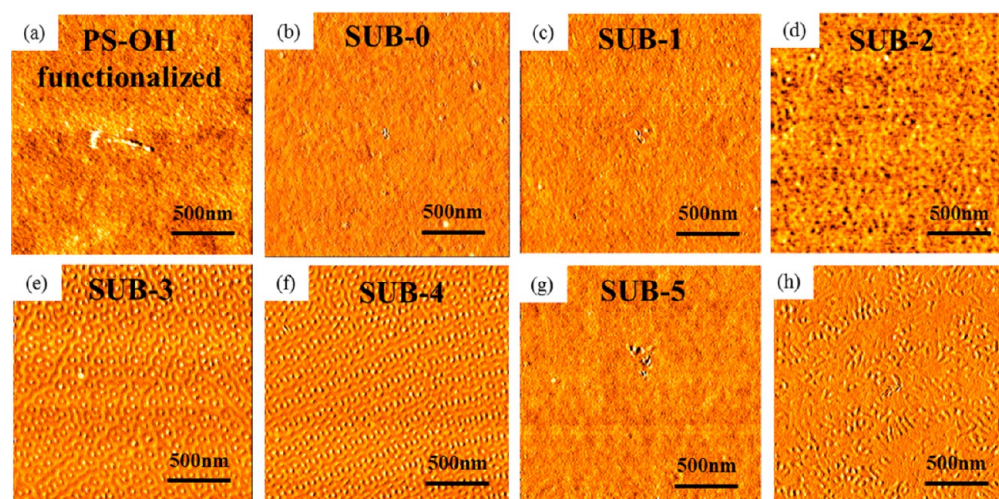 (a)
PS-OH
functionalized
500nm
(b)
SUB-0
500nm
(c)
SUB-1
500nm
(d)
SUB-2
500nm
(e)
SUB-3
500nm
(f)
SUB-4
500nm
(g)
SUB-5
500nm
(h)
500nm